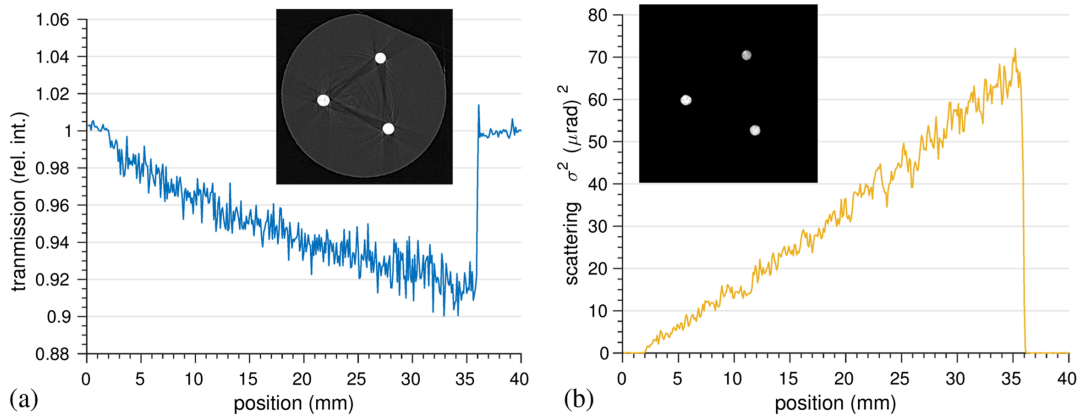 1.06
1.04
1.02
1
0.98
0.96
0.94
0.92
0.9
0.88
tranmission (rel. int.)
0 5 10 15 20 25 30 35 40
position (mm)
(a)
80
70
60
50
40
30
20
10
0
scattering σ² (μrad) ²
0 5 10 15 20 25 30 35 40
position (mm)
(b)